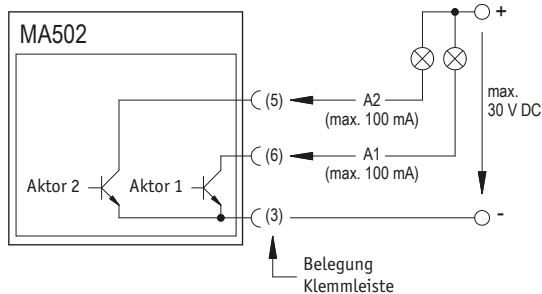 MA502
+
(5)
A2
(max. 100 mA)
max.
30 V DC
(6)
A1
(max. 100 mA)
Aktor 2
Aktor 1
(3)
-
Belegung
Klemmleiste